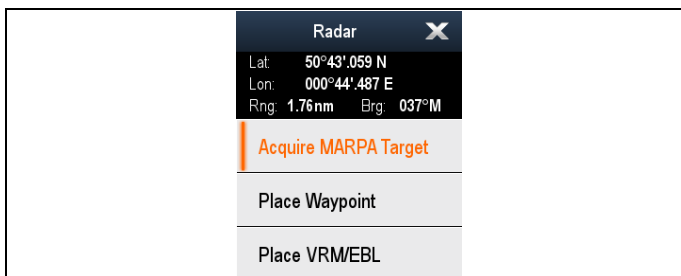 Radar X
Lat: 50°43'.059 N
Lon: 000°44'.487 E
Rng: 1.76nm Brg: 037°M
Acquire MARPA Target
Place Waypoint
Place VRM/EBL